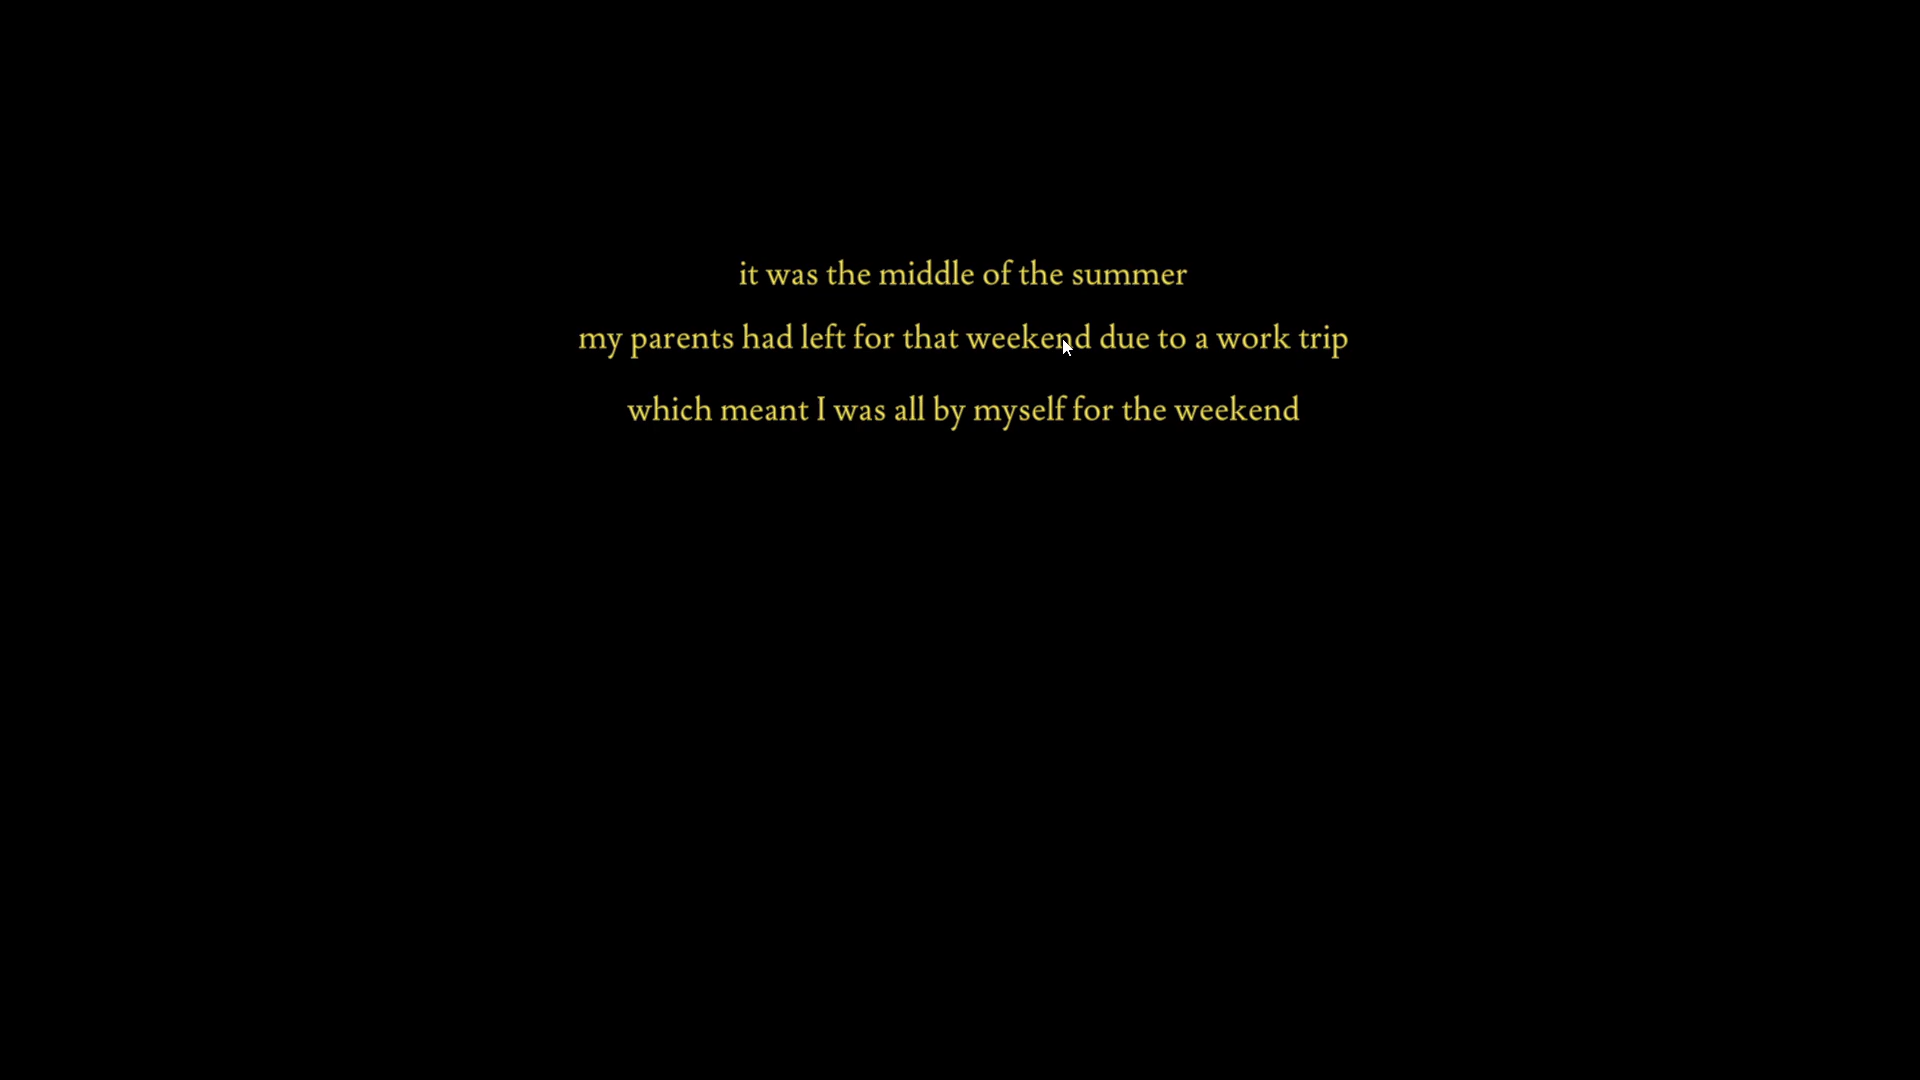 it was the middle of the summer
my parents had left for that weekend due to a work trip
which meant I was all by myself for the weekend